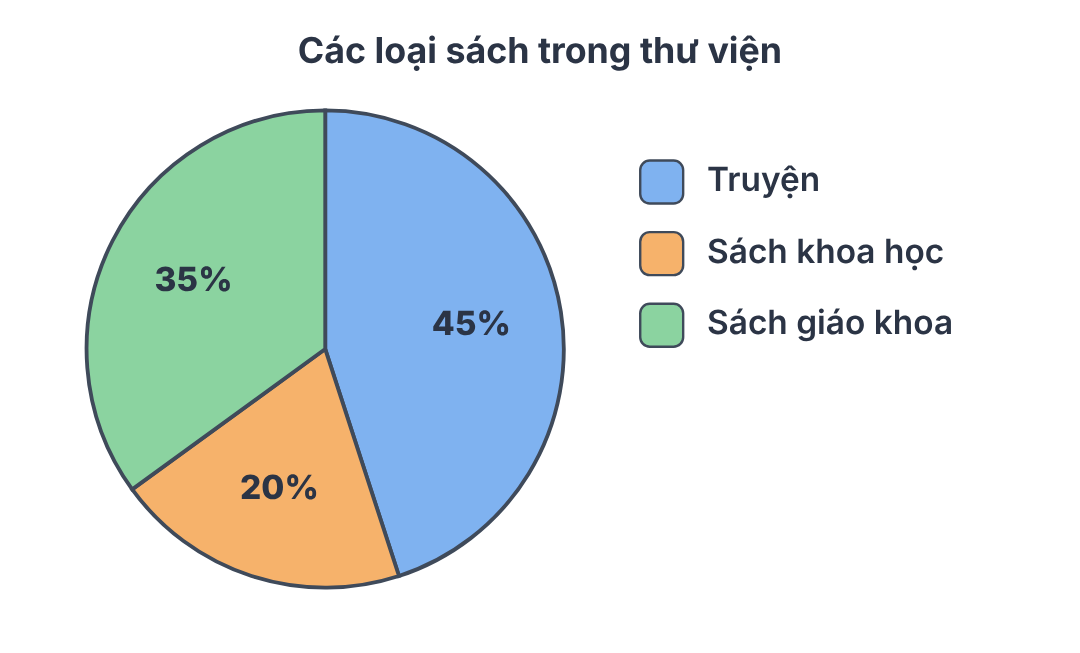 Các loại sách trong thư viện
Truyện
Sách khoa học
Sách giáo khoa
35%
45%
20%